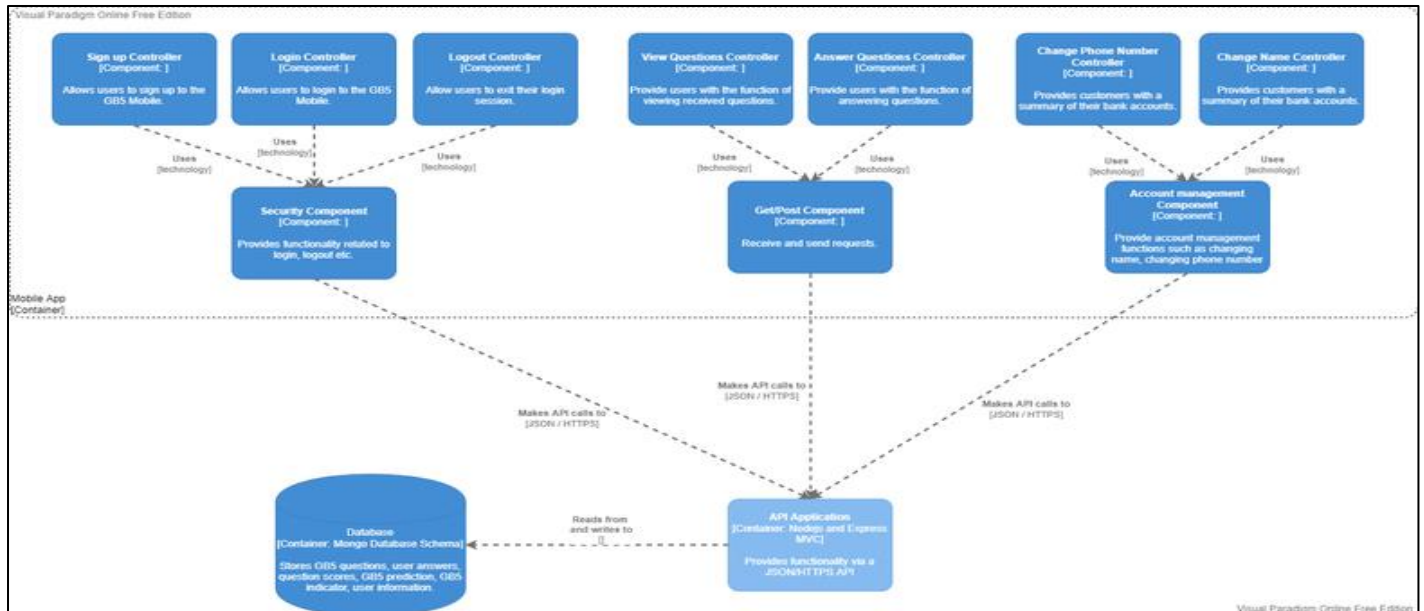 Visual Paradigm Online Free Edition
Sign up Controller
[Component: ]
Allows users to sign up to the
GB5 Mobile.
Login Controller
[Component: ]
Allows users to login to the GB5
Mobile.
Logout Controller
[Component: ]
Allow users to exit their login
session.
View Questions Controller
[Component: ]
Provide users with the function of
viewing received questions.
Answer Questions Controller
[Component: ]
Provide users with the function of
answering questions.
Change Phone Number
Controller
[Component: ]
Provides customers with a
summary of their bank accounts.
Change Name Controller
[Component: ]
Provides customers with a
summary of their bank accounts.
Uses
[technology]
Uses
[technology]
Uses
[technology]
Uses
[technology]
Uses
[technology]
Uses
[technology]
Uses
[technology]
Security Component
[Component: ]
Provides functionality related to
login, logout etc.
Get/Post Component
[Component: ]
Receive and send requests.
Account management
Component
[Component: ]
Provide account management
functions such as changing
name, changing phone number
Mobile App
[Container]
Makes API calls to
[JSON / HTTPS]
Makes API calls to
[JSON / HTTPS]
Makes API calls to
[JSON / HTTPS]
Database
[Container: Mongo Database Schema]
Stores GB5 questions, user answers,
question scores, GB5 prediction, GB5
indicator, user information.
Reads from
and writes to
[]
API Application
[Container: Nodejs and Express
MVC]
Provides functionality via a
JSON/HTTPS API
Visual Paradigm Online Free Edition